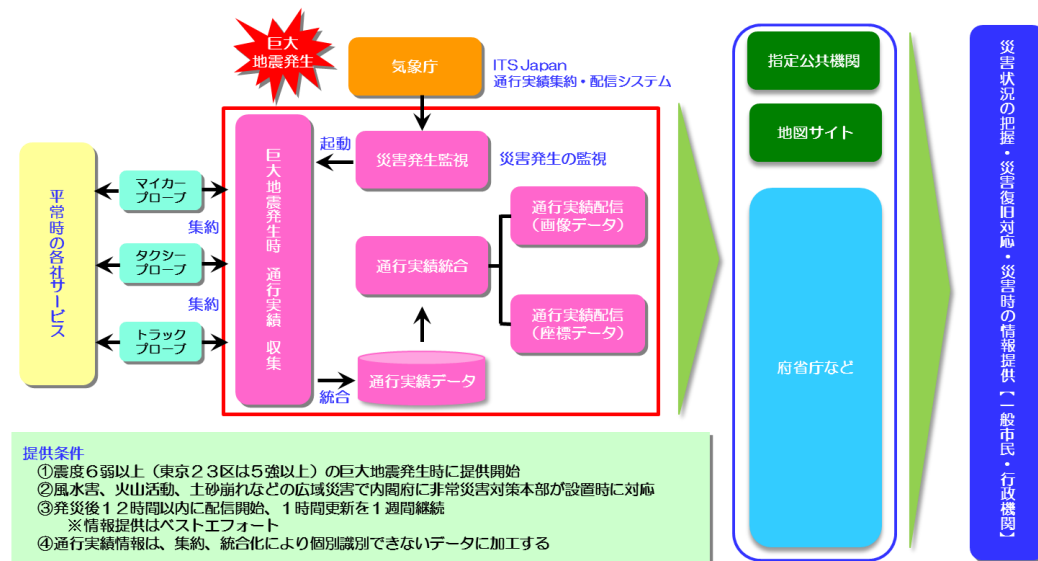 巨大
地震発生
気象庁
ITS Japan
通行実績集約・配信システム
平常時の各社サービス
マイカー
プローブ
集約
タクシー
プローブ
集約
トラック
プローブ
巨大地震発生時 通行実績 収集
起動
災害発生監視
災害発生の監視
通行実績統合
通行実績配信
(画像データ)
通行実績配信
(座標データ)
統合
通行実績データ
指定公共機関
地図サイト
府省庁など
災害状況の把握・災害復旧対応・災害時の情報提供【一般市民・行政機関】
提供条件
①震度6弱以上(東京23区は5強以上)の巨大地震発生時に提供開始
②風水害、火山活動、土砂崩れなどの広域災害で内閣府に非常災害対策本部が設置時に対応
③発災後12時間以内に配信開始、1時間更新を1週間継続
※情報提供はベストエフォート
④通行実績情報は、集約、統合化により個別識別できないデータに加工する